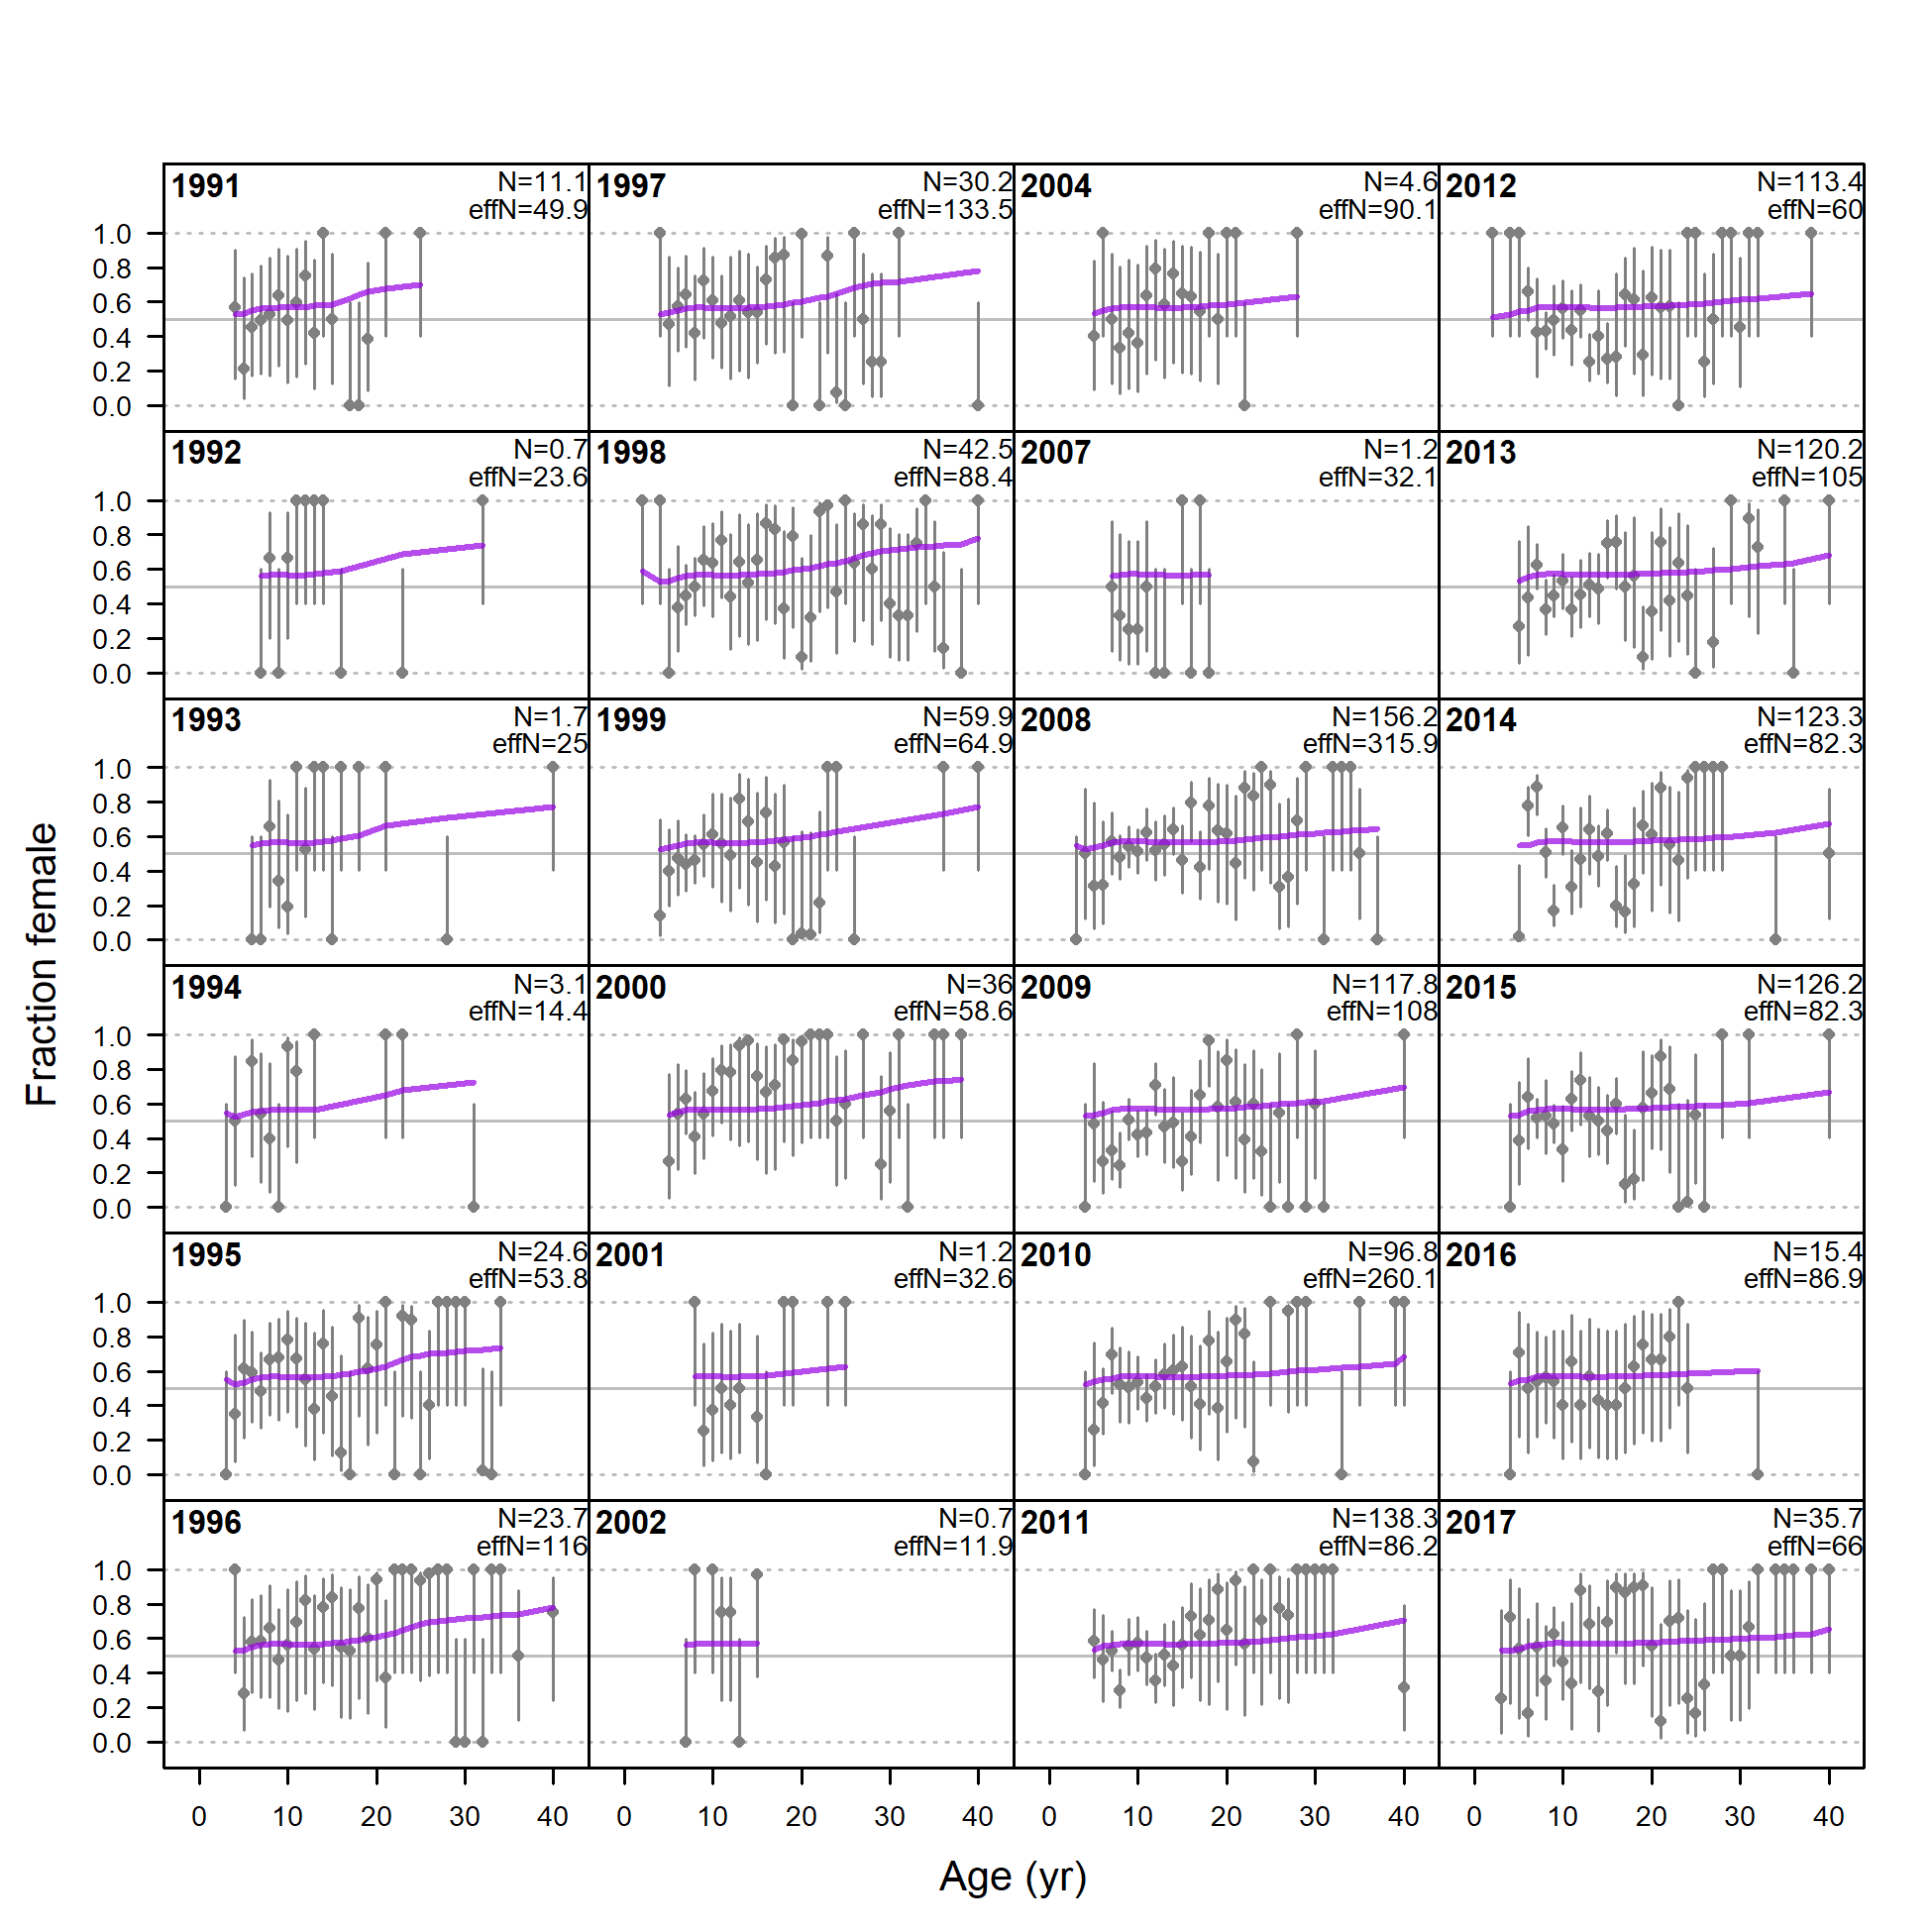 1991 N=11.1
effN=49.9
1997 N=30.2
effN=133.5
2004 N=4.6
effN=90.1
2012 N=113.4
effN=60
1.0
0.8
0.6
0.4
0.2
0.0
1992 N=0.7
effN=23.6
1998 N=42.5
effN=88.4
2007 N=1.2
effN=32.1
2013 N=120.2
effN=105
1.0
0.8
0.6
0.4
0.2
0.0
1993 N=1.7
effN=25
1999 N=59.9
effN=64.9
2008 N=156.2
effN=315.9
2014 N=123.3
effN=82.3
1.0
0.8
0.6
0.4
0.2
0.0
Fraction female
1994 N=3.1
effN=14.4
2000 N=36
effN=58.6
2009 N=117.8
effN=108
2015 N=126.2
effN=82.3
1.0
0.8
0.6
0.4
0.2
0.0
1995 N=24.6
effN=53.8
2001 N=1.2
effN=32.6
2010 N=96.8
effN=260.1
2016 N=15.4
effN=86.9
1.0
0.8
0.6
0.4
0.2
0.0
1996 N=23.7
effN=116
2002 N=0.7
effN=11.9
2011 N=138.3
effN=86.2
2017 N=35.7
effN=66
1.0
0.8
0.6
0.4
0.2
0.0
0 10 20 30 40 0 10 20 30 40 0 10 20 30 40 0 10 20 30 40
Age (yr)